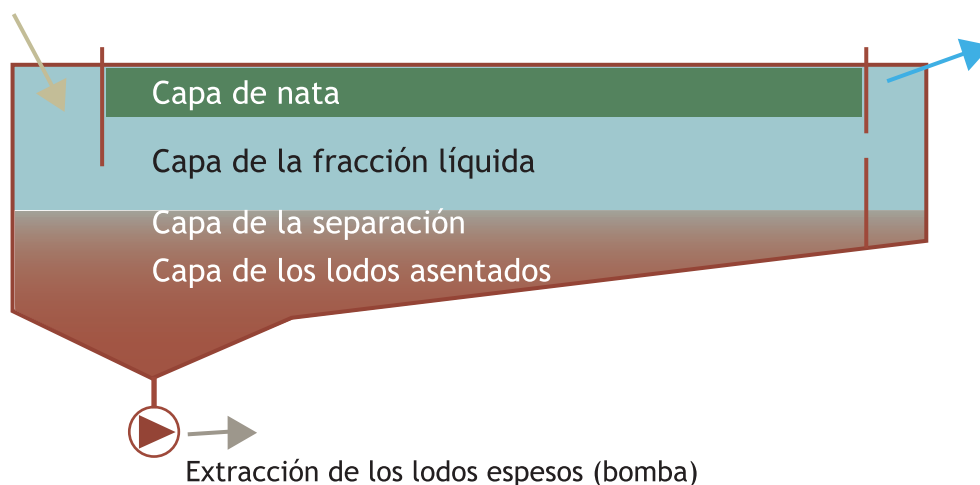 Capa de nata
Capa de la fracción líquida
Capa de la separación
Capa de los lodos asentados
Extracción de los lodos espesos (bomba)